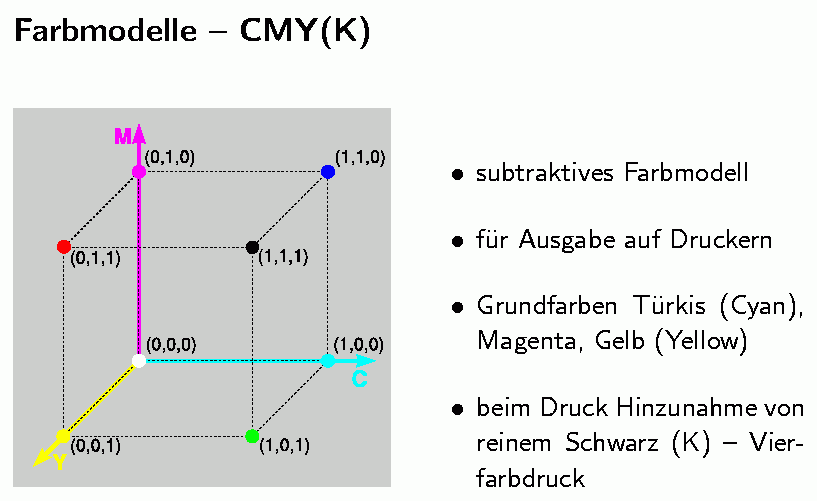 Farbmodelle – CMY(K)
M
(0,1,0)
(1,1,0)
(0,1,1)
(1,1,1)
(0,0,0)
(1,0,0)
C
(0,0,1)
(1,0,1)
Y
• subtraktives Farbmodell
• für Ausgabe auf Druckern
• Grundfarben Türkis (Cyan),
Magenta, Gelb (Yellow)
• beim Druck Hinzunahme von
reinem Schwarz (K) – Vier-
farbdruck